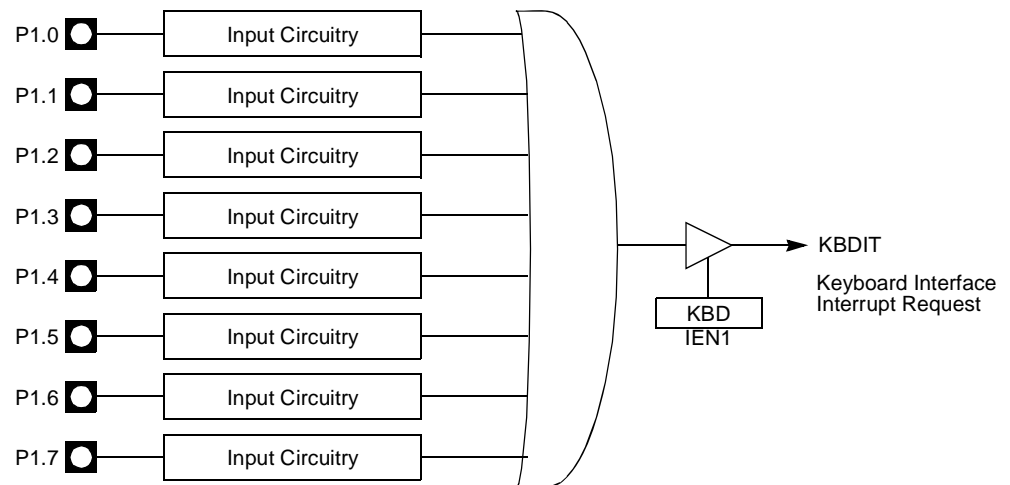 P1.0 Input Circuitry
P1.1 Input Circuitry
P1.2 Input Circuitry
P1.3 Input Circuitry
P1.4 Input Circuitry
P1.5 Input Circuitry
P1.6 Input Circuitry
P1.7 Input Circuitry
KBDIT
Keyboard Interface
Interrupt Request
KBD
IEN1